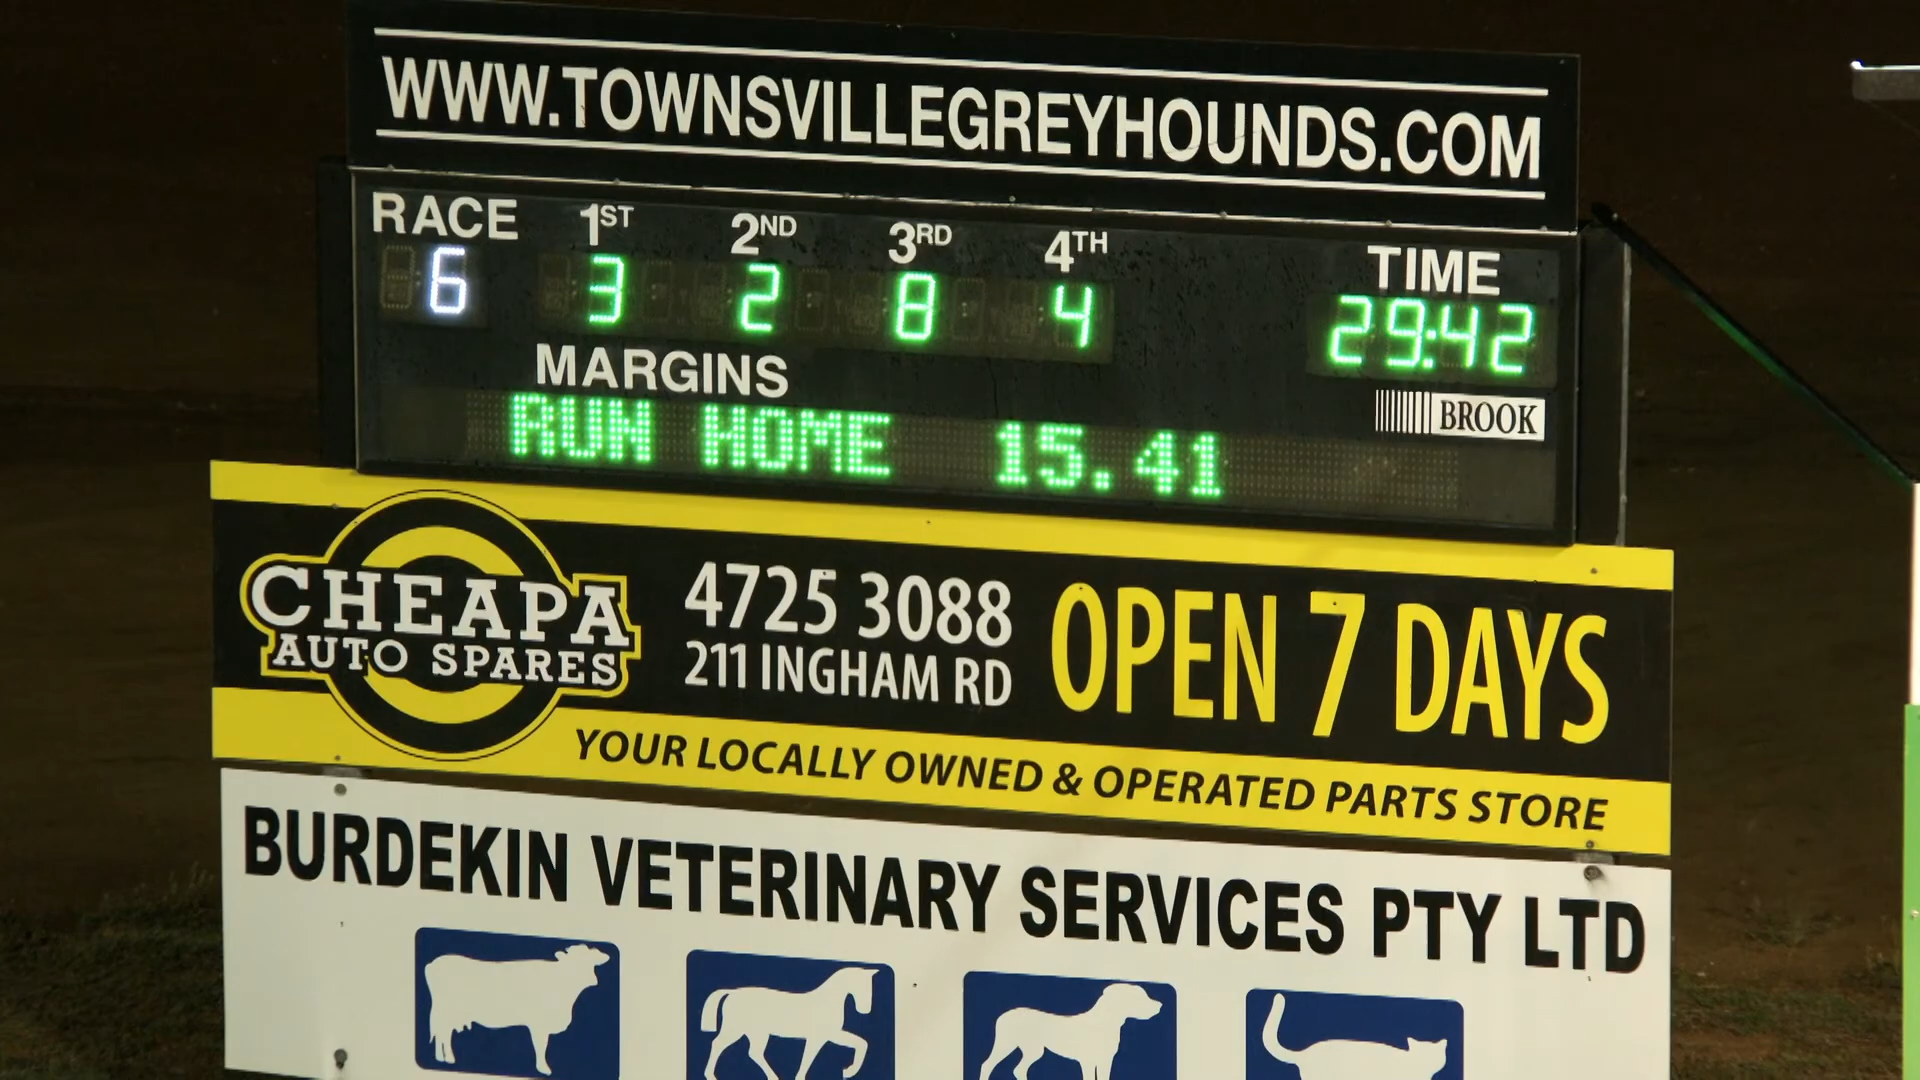 WWW.TOWNSVILLEGREYHOUNDS.COM
RACE 1ST 2ND 3RD 4TH TIME
6 3 2 8 4 29:42
MARGINS
BROOK
RUN HOME 15.41
CHEAPA
AUTO SPARES
4725 3088
211 INGHAM RD
OPEN 7 DAYS
YOUR LOCALLY OWNED & OPERATED PARTS STORE
BURDEKIN VETERINARY SERVICES PTY LTD